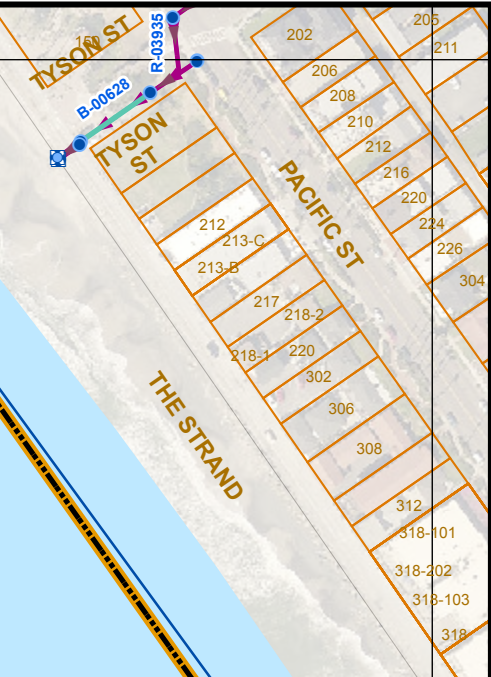 150
TYSON ST
R-03935
B-00628
TYSON
ST
202
205
211
206
208
210
212
216
220
224
226
304
PACIFIC ST
212
213-C
213-B
217
218-2
218-1
220
302
306
308
312
318-101
318-202
318-103
318
THE STRAND